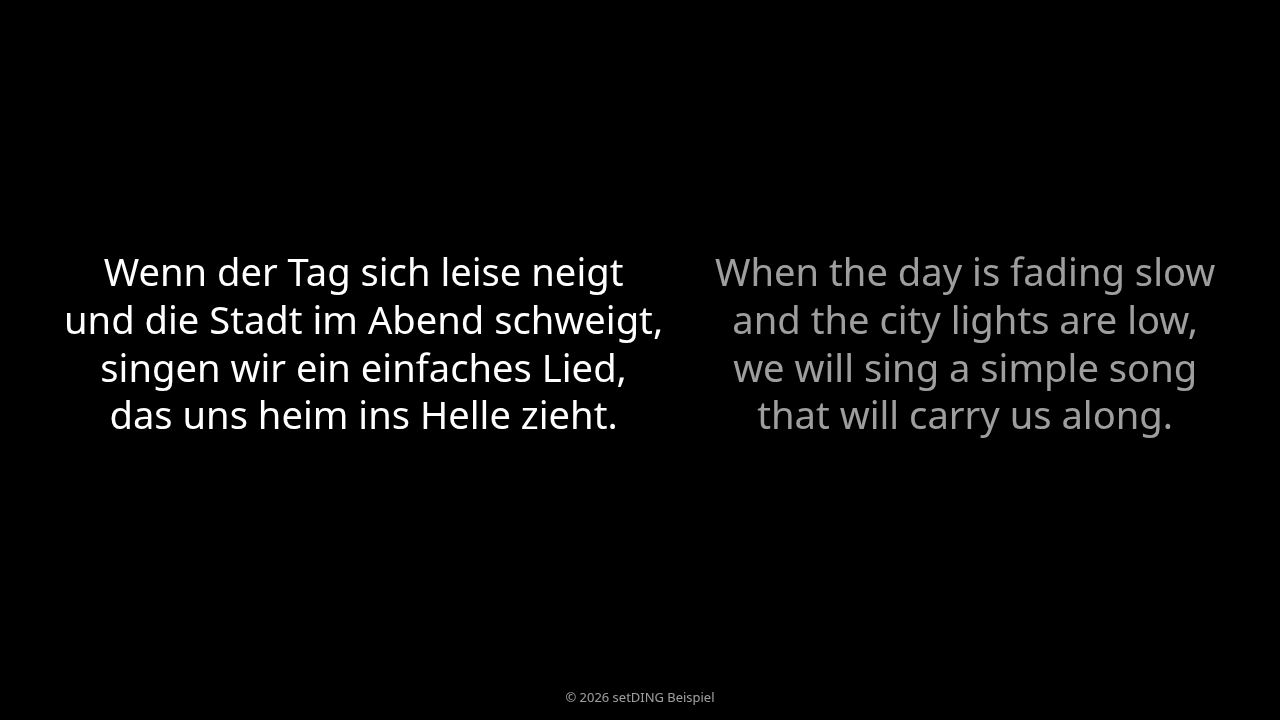 Wenn der Tag sich leise neigt
und die Stadt im Abend schweigt,
singen wir ein einfaches Lied,
das uns heim ins Helle zieht.
When the day is fading slow
and the city lights are low,
we will sing a simple song
that will carry us along.
© 2026 setDING Beispiel